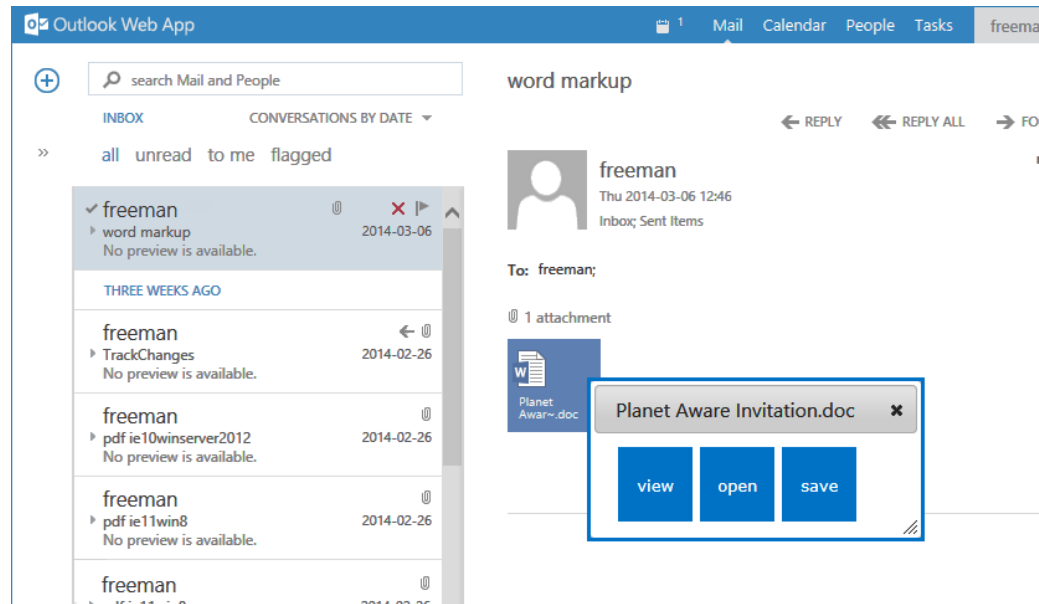 Outlook Web App
1 Mail Calendar People Tasks freema
search Mail and People
INBOX CONVERSATIONS BY DATE
all unread to me flagged
freeman
word markup 2014-03-06
No preview is available.
THREE WEEKS AGO
freeman
TrackChanges 2014-02-26
No preview is available.
freeman
pdf ie10winserver2012 2014-02-26
No preview is available.
freeman
pdf ie11win8 2014-02-26
No preview is available.
freeman
word markup
REPLY REPLY ALL FO
freeman
Thu 2014-03-06 12:46
Inbox; Sent Items
To: freeman;
1 attachment
Planet
Awar~.doc
Planet Aware Invitation.doc
view open save